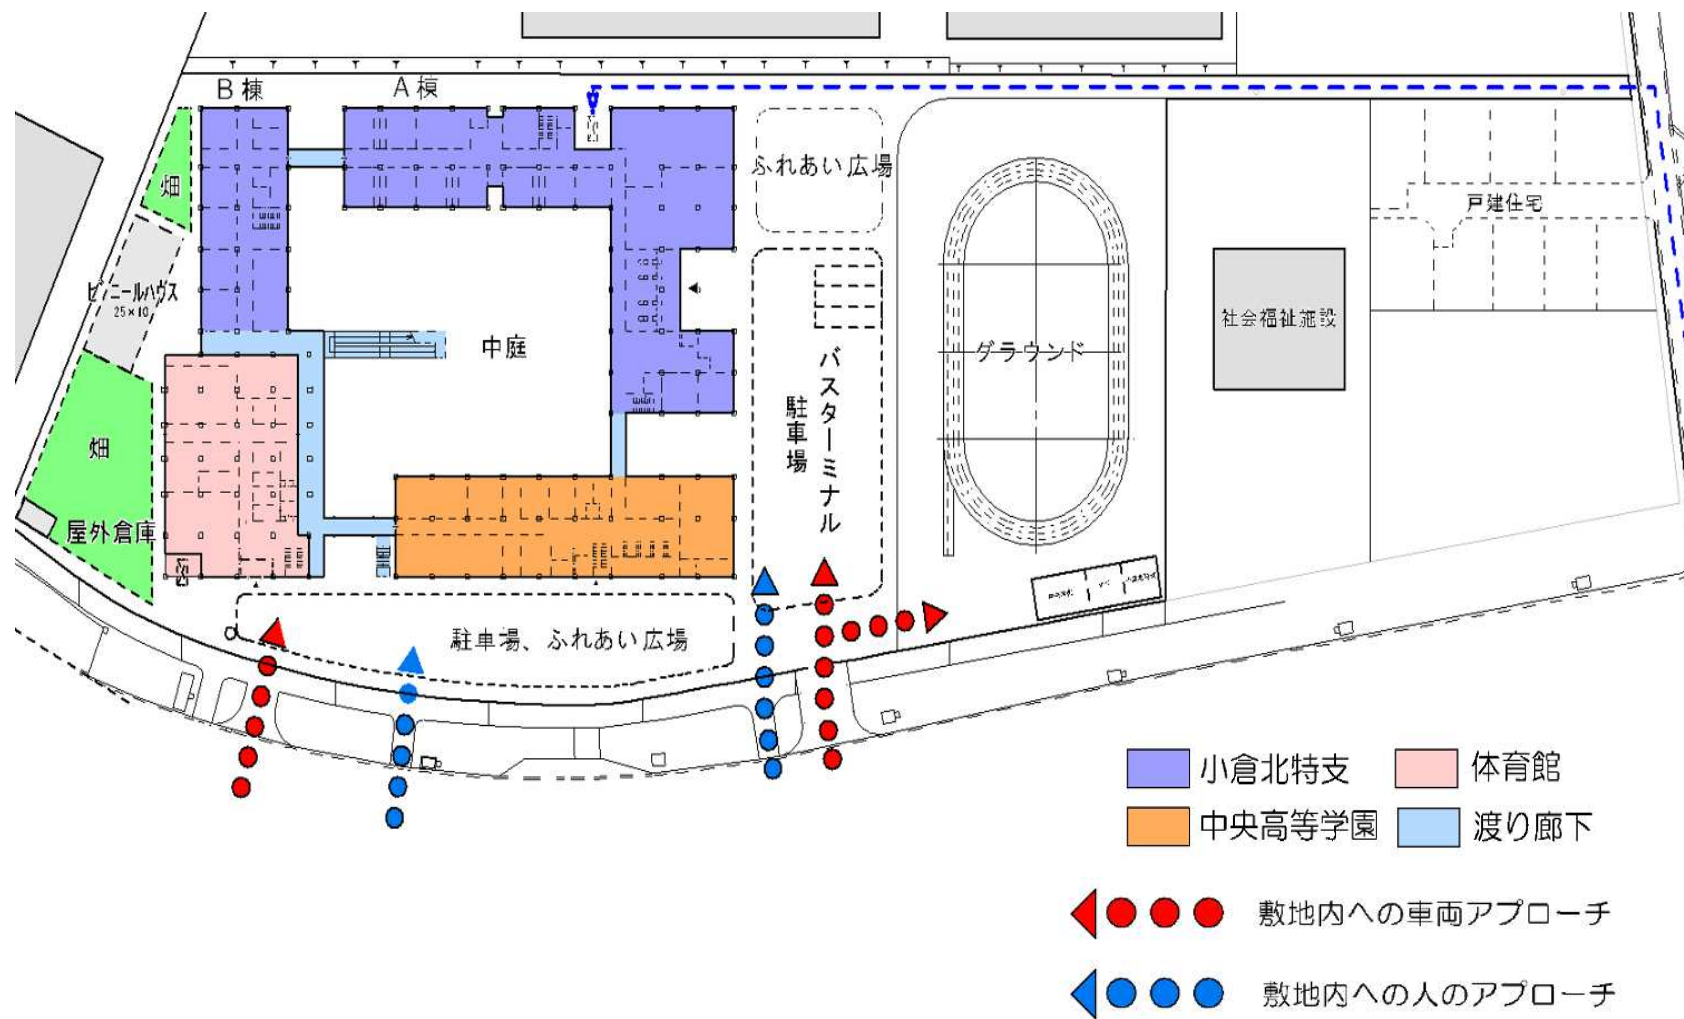 B棟
A棟
ふれあい広場
畑
戸建住宅
ビニールハウス
25×10
社会福祉施設
中庭
グラウンド
バスターミナル
駐車場
畑
屋外倉庫
駐車場、ふれあい広場
小倉北特支
体育館
中央高等学園
渡り廊下
敷地内への車両アプローチ
敷地内への人のアプローチ